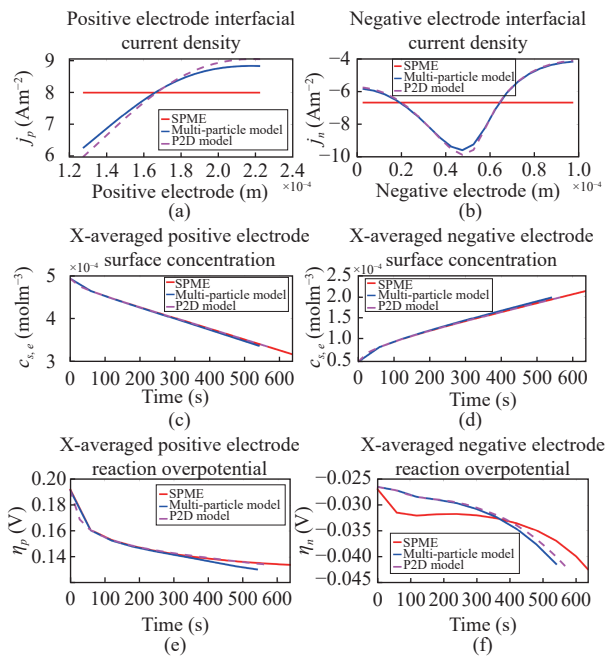 Positive electrode interfacial
current density
9
8
7
6
j_p (Am⁻²)
SPME
Multi-particle model
P2D model
1.2 1.4 1.6 1.8 2.0 2.2 2.4
×10⁻⁴
Positive electrode (m)
(a)
Negative electrode interfacial
current density
−4
−6
−8
−10
j_n (Am⁻²)
SPME
Multi-particle model
P2D model
0 0.2 0.4 0.6 0.8 1.0
×10⁻⁴
Negative electrode (m)
(b)
X-averaged positive electrode
surface concentration
×10⁻⁴
5
4
3
c_{s,e} (molm⁻³)
SPME
Multi-particle model
P2D model
0 100 200 300 400 500 600
Time (s)
(c)
X-averaged negative electrode
surface concentration
×10⁻⁴
2.5
2.0
1.5
1.0
0.5
c_{s,e} (molm⁻³)
SPME
Multi-particle model
P2D model
0 100 200 300 400 500 600
Time (s)
(d)
X-averaged positive electrode
reaction overpotential
0.20
0.18
0.16
0.14
η_p (V)
SPME
Multi-particle model
P2D model
0 100 200 300 400 500 600
Time (s)
(e)
X-averaged negative electrode
reaction overpotential
−0.025
−0.030
−0.035
−0.040
−0.045
η_n (V)
SPME
Multi-particle model
P2D model
0 100 200 300 400 500 600
Time (s)
(f)